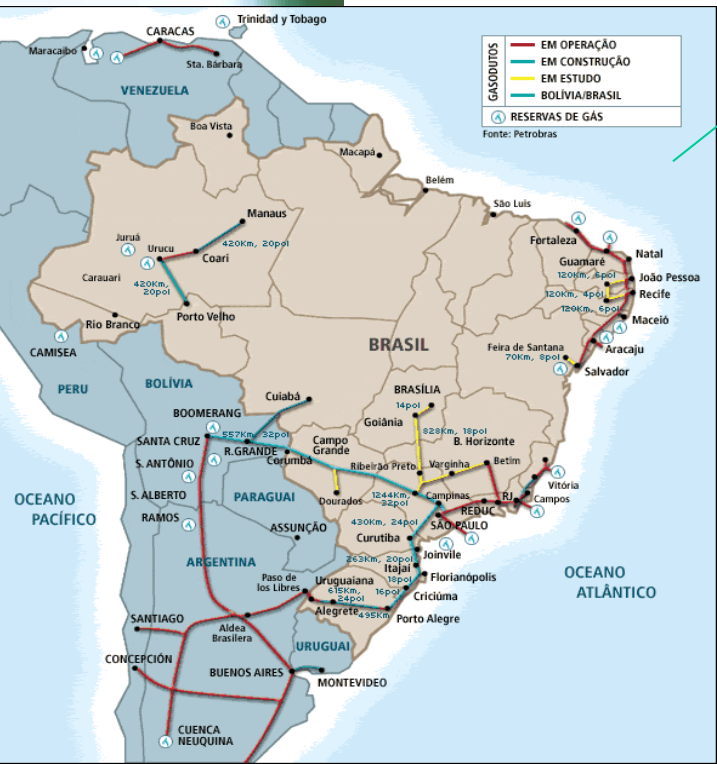 Trinidad y Tobago
CARACAS
Maracaibo
Sta. Bárbara
VENEZUELA
GASODUTOS
EM OPERAÇÃO
EM CONSTRUÇÃO
EM ESTUDO
BOLÍVIA/BRASIL
RESERVAS DE GÁS
Fonte: Petrobras
Boa Vista
Macapá
Belém
São Luis
Manaus
Juruá
Urucu
420Km, 20pol
Coari
Carauari
420Km,
20pol
Porto Velho
Rio Branco
Fortaleza
Guamaré
Natal
120Km, 6pol
João Pessoa
120Km, 4pol
Recife
120Km, 6pol
Maceió
Aracaju
Feira de Santana
70Km, 8pol
Salvador
CAMISEA
PERU
BRASIL
BOLÍVIA
Cuiabá
BRASÍLIA
14pol
Goiânia
828Km, 18pol
B. Horizonte
BOOMERANG
SANTA CRUZ
557Km, 32pol
R.GRANDE
Corumbá
Campo
Grande
Ribeirão Preto
Varginha
Betim
S. ANTÔNIO
S. ALBERTO
RAMOS
PARAGUAI
Dourados
1244Km,
32pol
Campinas
REDUC
RJ
Vitória
Campos
SÃO PAULO
OCEANO
PACÍFICO
ASSUNÇÃO
430Km, 24pol
Curutiba
Joinvile
263Km, 20pol
Itajaí
18pol
Florianópolis
16pol
Criciúma
OCEANO
ATLÂNTICO
ARGENTINA
Paso de
los Libres
Uruguaiana
615Km,
24pol
Alegrete
495Km
Porto Alegre
SANTIAGO
Aldea
Brasilera
CONCEPCIÓN
URUGUAI
BUENOS AIRES
MONTEVIDEO
CUENCA
NEUQUINA